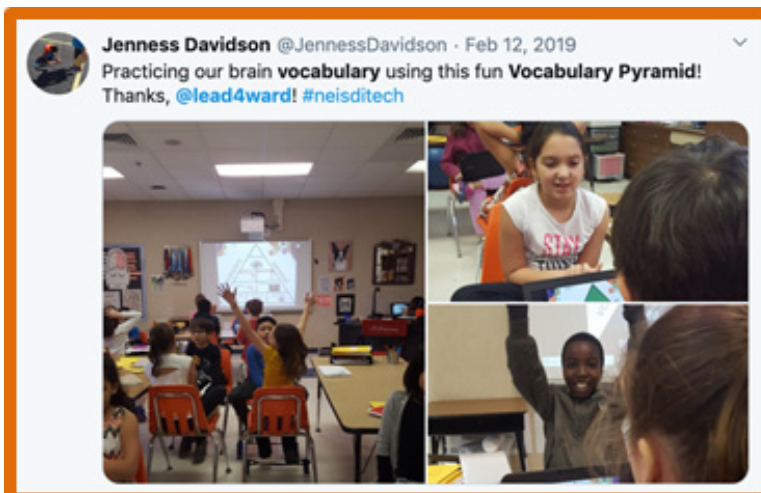 Jenness Davidson @JennessDavidson · Feb 12, 2019
Practicing our brain vocabulary using this fun Vocabulary Pyramid!
Thanks, @lead4ward! #neisditech